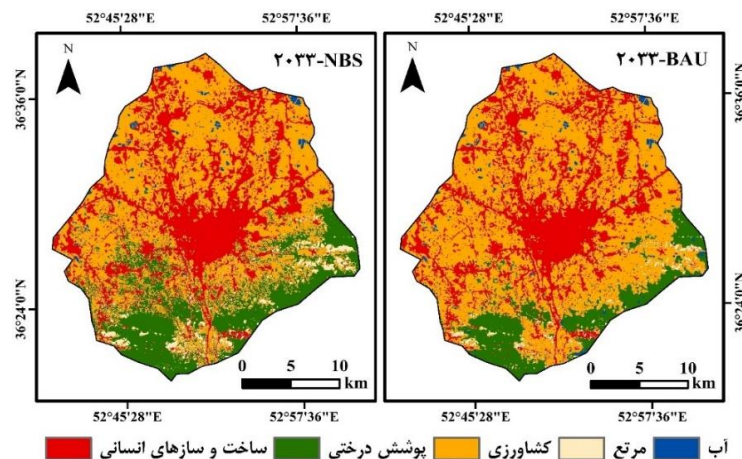 52°45'28"E 52°57'36"E 52°45'28"E 52°57'36"E
N ۲۰۳۳-NBS N ۲۰۳۳-BAU
36°36'0"N 36°36'0"N
36°24'0"N 36°24'0"N
0 5 10 0 5 10
km km
52°45'28"E 52°57'36"E 52°45'28"E 52°57'36"E
آب مرتع کشاورزی پوشش درختی ساخت و سازهای انسانی